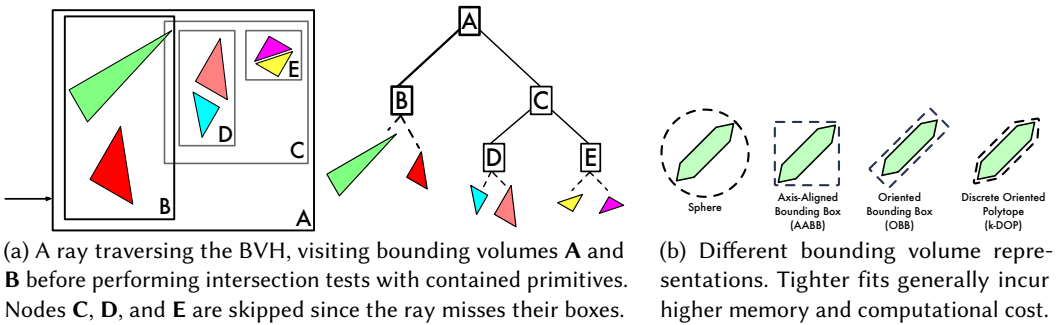 B
D
E
C
A
A
B
C
D
E
Sphere
Axis-Aligned
Bounding Box
(AABB)
Oriented
Bounding Box
(OBB)
Discrete Oriented
Polytope
(k-DOP)
(a) A ray traversing the BVH, visiting bounding volumes A and
B before performing intersection tests with contained primitives.
Nodes C, D, and E are skipped since the ray misses their boxes.
(b) Different bounding volume repre-
sentations. Tighter fits generally incur
higher memory and computational cost.